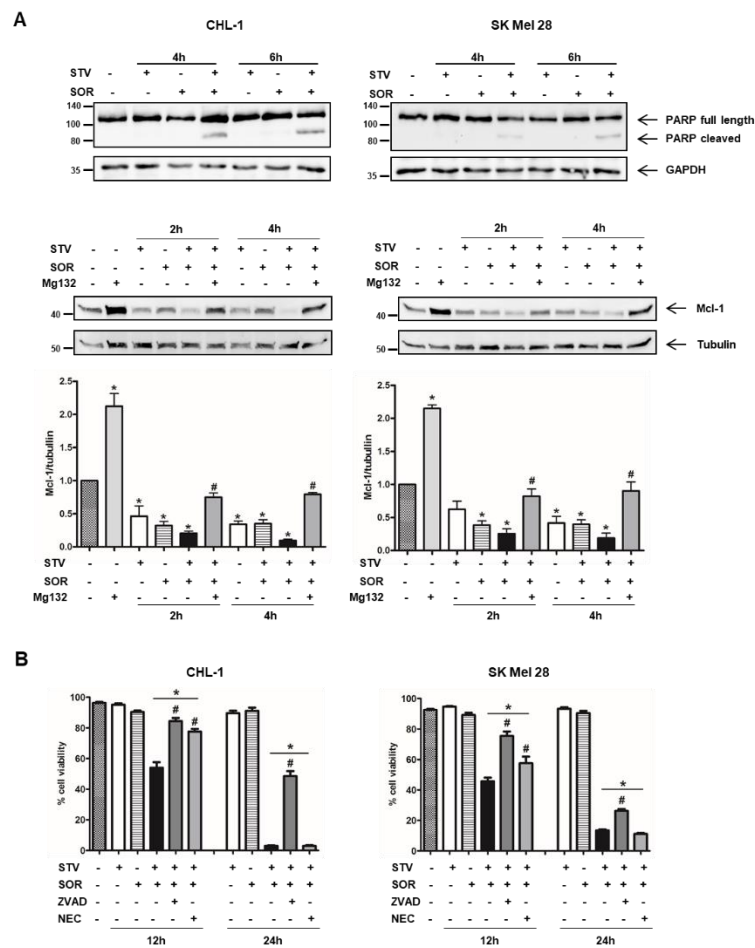 A
CHL-1
SK Mel 28
4h 6h
STV - + - + + - +
SOR - - + + - + +
140
100
80
35
4h 6h
STV - + - + + - +
SOR - - + + - + +
140
100
80
35
PARP full length
PARP cleaved
GAPDH
2h 4h
STV - - + - + + + - + +
SOR - - - + + + - + + +
Mg132 - + - - - + - - - +
40
50
2h 4h
STV - - + - + + + - + +
SOR - - - + + + - + + +
Mg132 - + - - - + - - - +
40
50
Mcl-1
Tubulin
Mcl-1/tubullin
2.5
2.0
1.5
1.0
0.5
0.0
* * * * # * * * #
STV - - + - + + + - + +
SOR - - - + + + - + + +
Mg132 - + - - - + - - - +
2h 4h
Mcl-1/tubullin
2.5
2.0
1.5
1.0
0.5
0.0
* * * # * * * #
STV - - + - + + + - + +
SOR - - - + + + - + + +
Mg132 - + - - - + - - - +
2h 4h
B
CHL-1
SK Mel 28
% cell viability
100
80
60
40
20
0
*
# #
*
#
STV - + - + + + + - + + +
SOR - - + + + + - + + + +
ZVAD - - - - + - - - - + -
NEC - - - - - + - - - - +
12h 24h
% cell viability
100
80
60
40
20
0
*
# #
*
#
STV - + - + + + + - + + +
SOR - - + + + + - + + + +
ZVAD - - - - + - - - - + -
NEC - - - - - + - - - - +
12h 24h